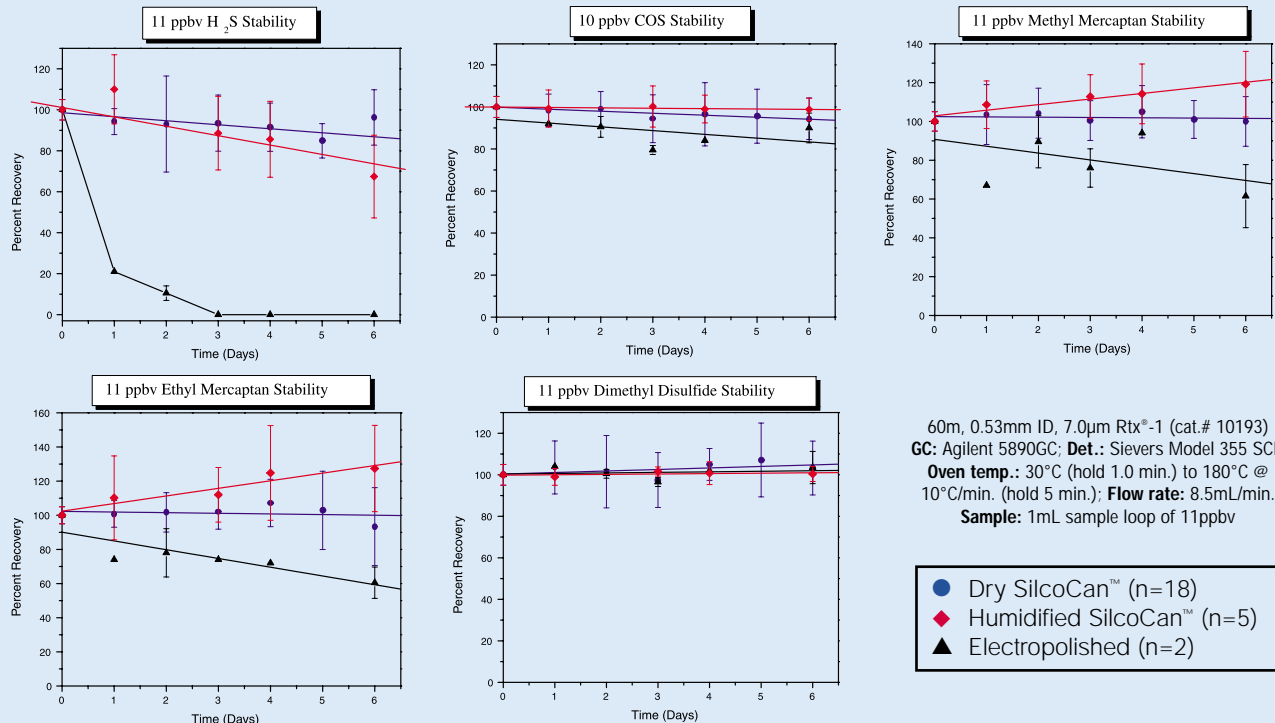 11 ppbv H2S Stability
120
100
80
60
40
20
0
Percent Recovery
0 1 2 3 4 5 6
Time (Days)
10 ppbv COS Stability
120
100
80
60
40
20
0
Percent Recovery
0 1 2 3 4 5 6
Time (Days)
11 ppbv Methyl Mercaptan Stability
140
120
100
80
60
40
20
0
Percent Recovery
0 1 2 3 4 5 6
Time (Days)
11 ppbv Ethyl Mercaptan Stability
160
140
120
100
80
60
40
20
0
Percent Recovery
0 1 2 3 4 5 6
Time (Days)
11 ppbv Dimethyl Disulfide Stability
120
100
80
60
40
20
0
Percent Recovery
0 1 2 3 4 5 6
Time (Days)
60m, 0.53mm ID, 7.0µm Rtx®-1 (cat.# 10193)
GC: Agilent 5890GC; Det.: Sievers Model 355
Oven temp.: 30°C (hold 1.0 min.) to 180°C @
10°C/min. (hold 5 min.); Flow rate: 8.5mL/min.
Sample: 1mL sample loop of 11ppbv
Dry SilcoCan™ (n=18)
Humidified SilcoCan™ (n=5)
Electropolished (n=2)